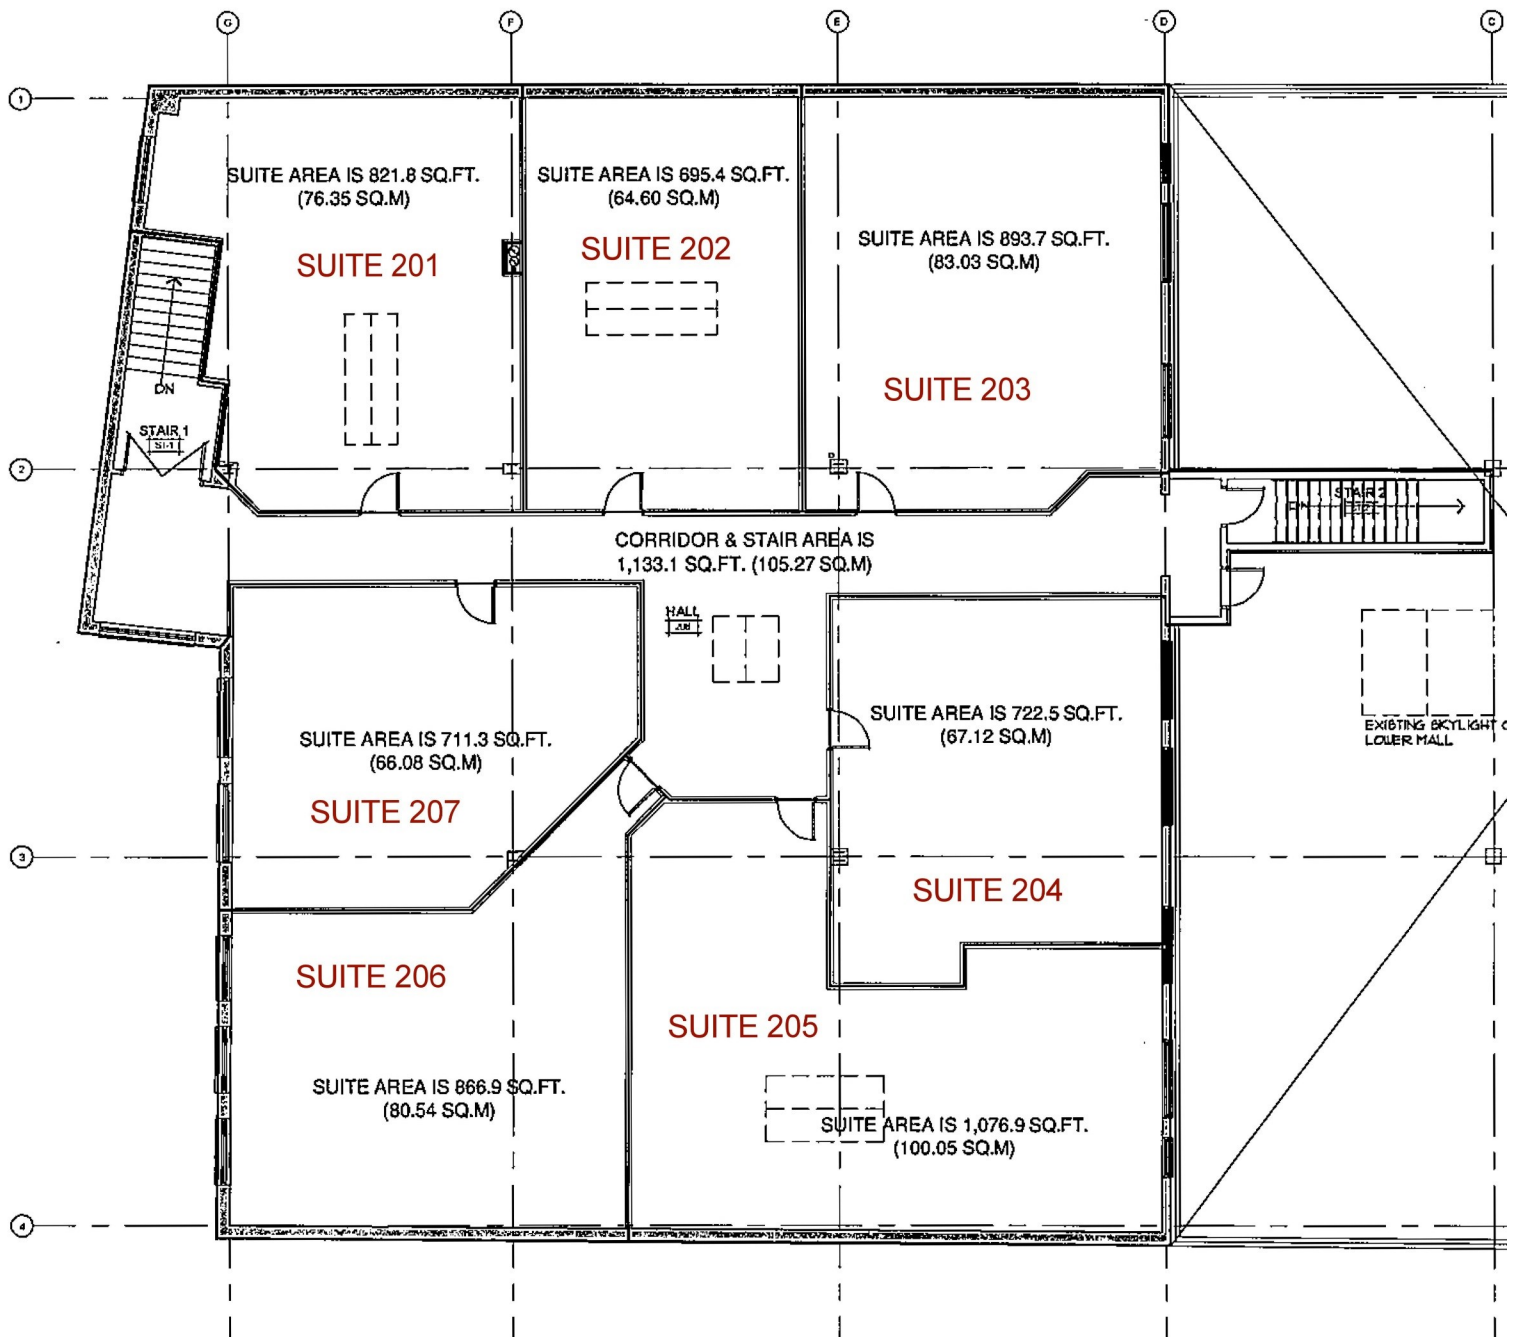 G F E D C
1
SUITE AREA IS 821.8 SQ.FT.
(76.35 SQ.M)
SUITE 201
SUITE AREA IS 695.4 SQ.FT.
(64.60 SQ.M)
SUITE 202
SUITE AREA IS 893.7 SQ.FT.
(83.03 SQ.M)
SUITE 203
DN
STAIR 1
ST-1
2
STAIR 2
DN
CORRIDOR & STAIR AREA IS
1,133.1 SQ.FT. (105.27 SQ.M)
HALL
208
SUITE AREA IS 711.3 SQ.FT.
(66.08 SQ.M)
SUITE 207
SUITE AREA IS 722.5 SQ.FT.
(67.12 SQ.M)
SUITE 204
EXISTING SKYLIGHT
LOWER MALL
3
SUITE 206
SUITE AREA IS 866.9 SQ.FT.
(80.54 SQ.M)
SUITE 205
SUITE AREA IS 1,076.9 SQ.FT.
(100.05 SQ.M)
4